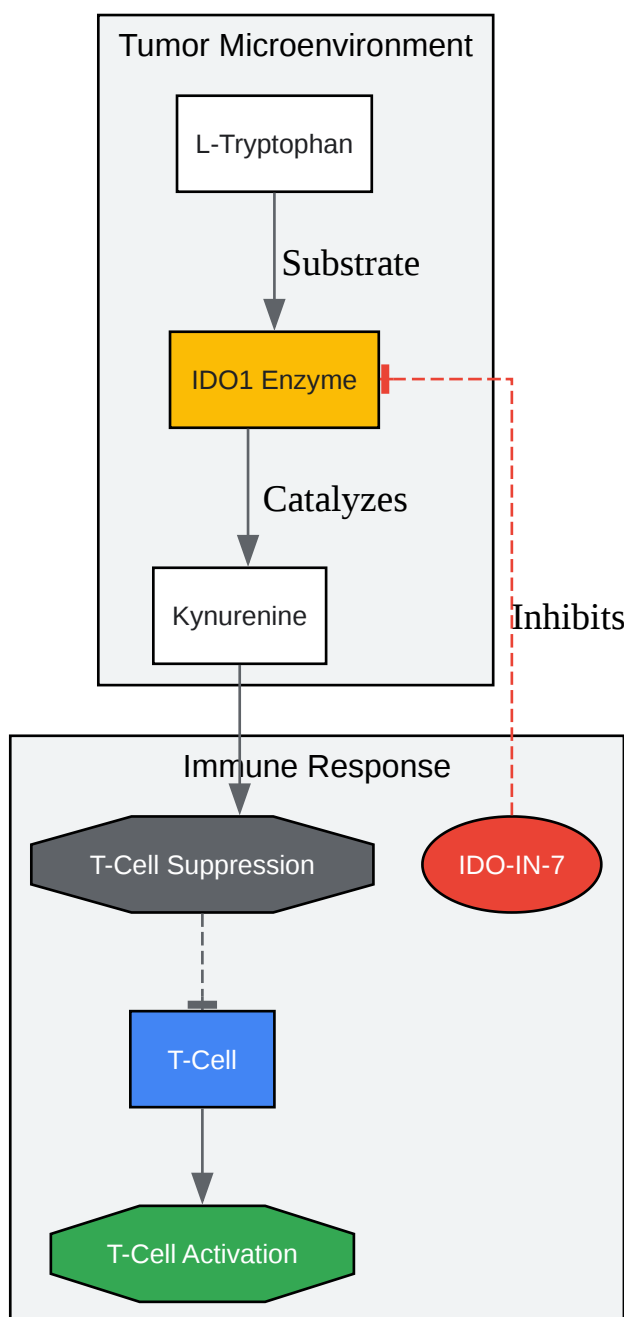 Tumor Microenvironment
L-Tryptophan
Substrate
IDO1 Enzyme
Catalyzes
Kynurenine
Inhibits
Immune Response
T-Cell Suppression
IDO-IN-7
T-Cell
T-Cell Activation